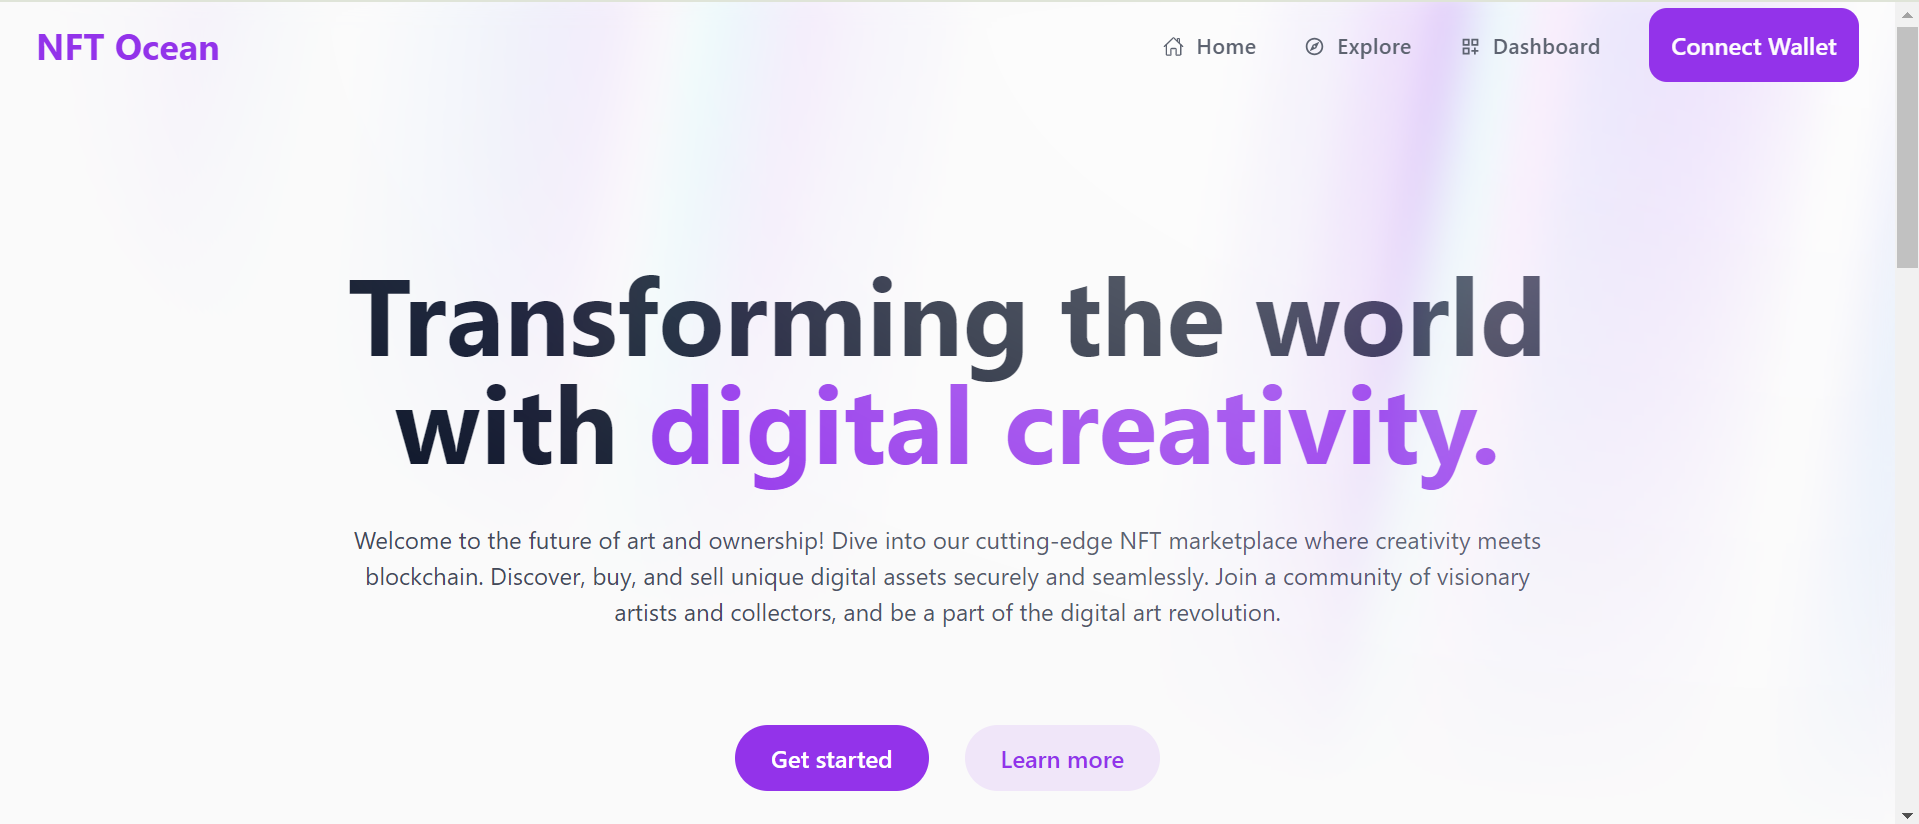 NFT Ocean
Home
Explore
Dashboard
Connect Wallet
Transforming the world
with digital creativity.
Welcome to the future of art and ownership! Dive into our cutting-edge NFT marketplace where creativity meets
blockchain. Discover, buy, and sell unique digital assets securely and seamlessly. Join a community of visionary
artists and collectors, and be a part of the digital art revolution.
Get started
Learn more